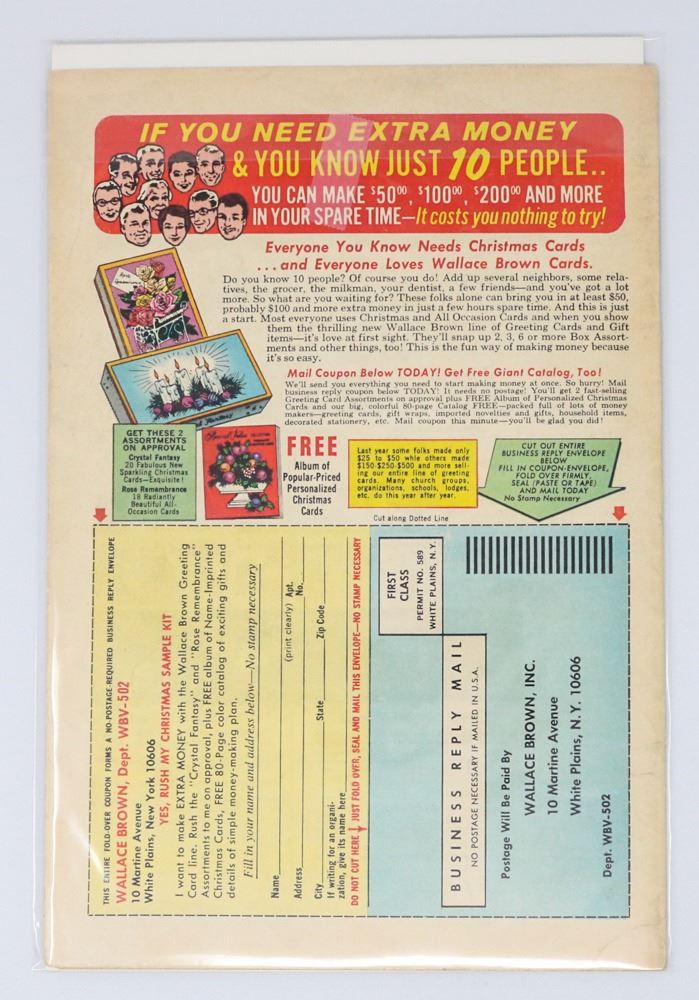 IF YOU NEED EXTRA MONEY
& YOU KNOW JUST 10 PEOPLE..
YOU CAN MAKE $50⁰⁰, $100⁰⁰, $200⁰⁰ AND MORE
IN YOUR SPARE TIME—It costs you nothing to try!
Everyone You Know Needs Christmas Cards
...and Everyone Loves Wallace Brown Cards.
Do you know 10 people? Of course you do! Add up several neighbors, some rela-
tives, the grocer, the milkman, your dentist, a few friends—and you've got a lot
more. So what are you waiting for? These folks alone can bring you in at least $50,
probably $100 and more extra money in just a few hours spare time. And this is just
a start. Most everyone uses Christmas and All Occasion Cards and when you show
them the thrilling new Wallace Brown line of Greeting Cards and Gift
items—it's love at first sight. They'll snap up 2, 3, 6 or more Box Assort-
ments and other things, too! This is the fun way of making money because
it's so easy.
Mail Coupon Below TODAY! Get Free Giant Catalog, Too!
We'll send you everything you need to start making money at once. So hurry! Mail
business reply coupon below TODAY! It needs no postage! You'll get 2 fast-selling
Greeting Card Assortments on approval plus FREE Album of Personalized Christmas
Cards and our big, colorful 80-page Catalog FREE—packed full of lots of money
makers—greeting cards, gift wraps, imported novelties and gifts, household items,
decorated stationery, etc. Mail coupon this minute—you'll be glad you did!
GET THESE 2
ASSORTMENTS
ON APPROVAL
Crystal Fantasy
20 Fabulous New
Sparkling Christmas
Cards—Exquisite!
Rose Remembrance
18 Radiantly
Beautiful All-
Occasion Cards
FREE
Album of
Popular-Priced
Personalized
Christmas
Cards
Last year some folks made only
$25 to $50 while others made
$150-$250-$500 and more sell-
ing our entire line of greeting
cards. Many church groups,
organizations, schools, lodges,
etc. do this year after year.
CUT OUT ENTIRE
BUSINESS REPLY ENVELOPE
BELOW
FILL IN COUPON-ENVELOPE,
FOLD OVER FIRMLY,
SEAL (PASTE OR TAPE)
AND MAIL TODAY
No Stamp Necessary
Cut along Dotted Line
THIS ENTIRE FOLD-OVER COUPON FORMS A NO-POSTAGE-REQUIRED BUSINESS REPLY ENVELOPE
WALLACE BROWN, Dept. WBV-502
10 Martine Avenue
White Plains, New York 10606
YES, RUSH MY CHRISTMAS SAMPLE KIT
I want to make EXTRA MONEY with the Wallace Brown Greeting
Card line. Rush the "Crystal Fantasy" and "Rose Remembrance"
Assortments to me on approval, plus FREE album of Name-Imprinted
Christmas Cards, FREE 80-Page color catalog of exciting gifts and
details of simple money-making plan.
Fill in your name and address below—No stamp necessary
Name
(print clearly)
Apt.
No.
Address
City
State
Zip Code
If writing for an organi-
zation, give its name here
DO NOT CUT HERE JUST FOLD OVER, SEAL AND MAIL THIS ENVELOPE—NO STAMP NECESSARY
FIRST
CLASS
PERMIT NO. 589
WHITE PLAINS, N.Y.
BUSINESS REPLY MAIL
NO POSTAGE NECESSARY IF MAILED IN U.S.A.
Postage Will Be Paid By
WALLACE BROWN, INC.
10 Martine Avenue
White Plains, N.Y. 10606
Dept. WBV-502